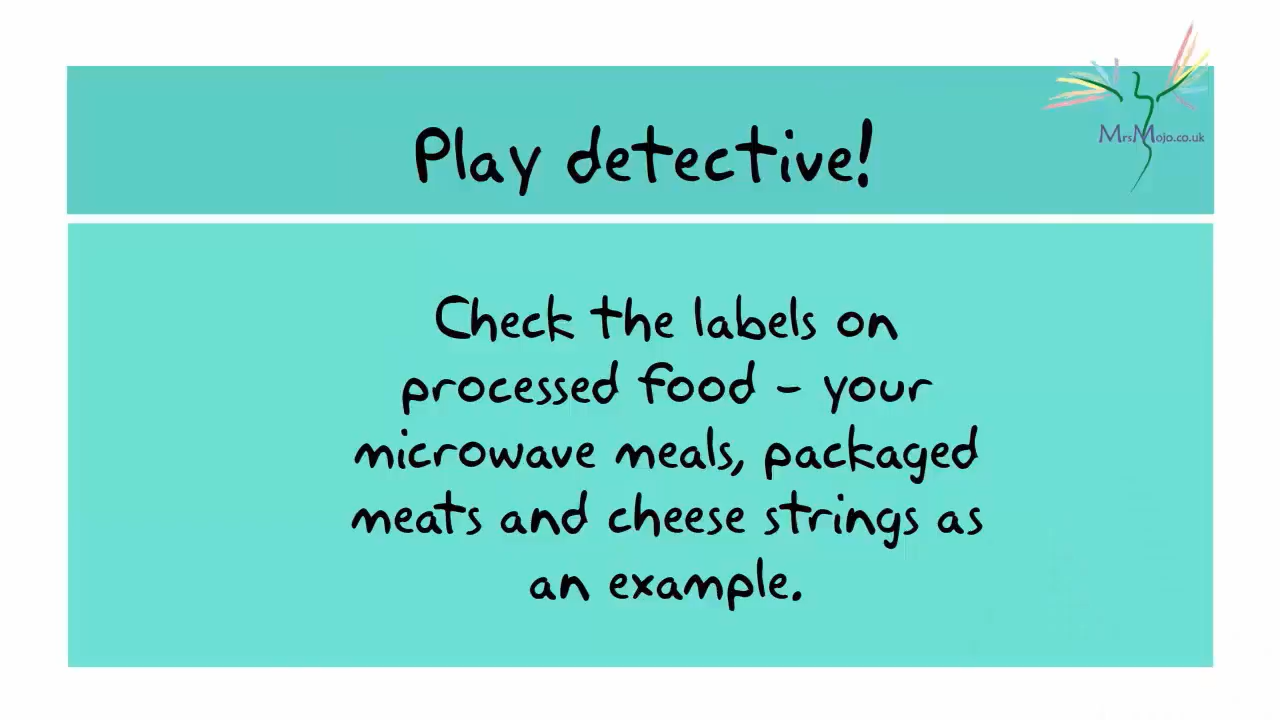 MrsMojo.co.uk
Play detective!
Check the labels on
processed food - your
microwave meals, packaged
meats and cheese strings as
an example.